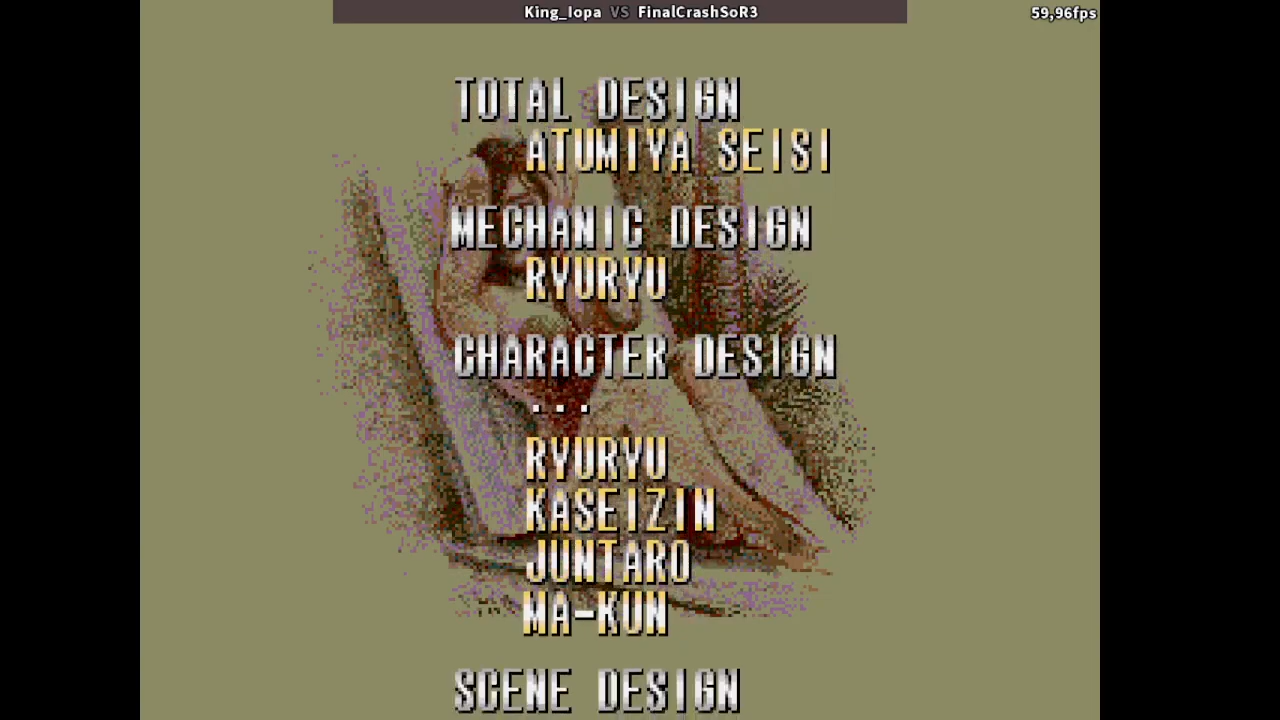 King_Iopa VS FinalCrashSoR3
59,96fps
TOTAL DESIGN
ATUMIYA SEISI
MECHANIC DESIGN
RYURYU
CHARACTER DESIGN
...
RYURYU
KASEIZIN
JUNTARO
MA-KUN
SCENE DESIGN